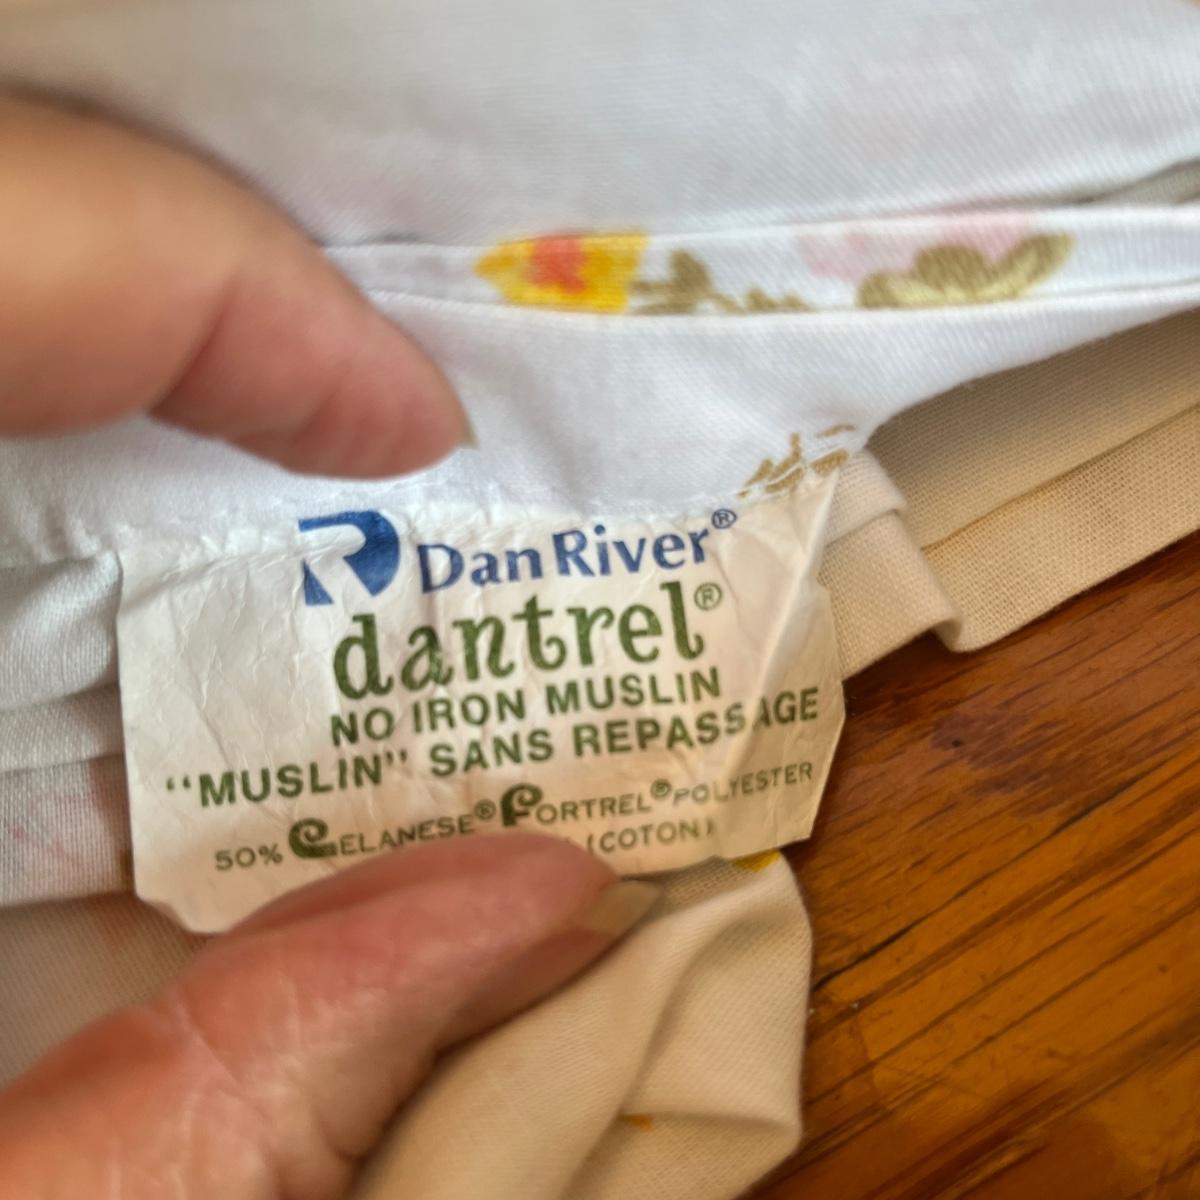 Dan River®
dantrel®
NO IRON MUSLIN
"MUSLIN" SANS REPASSAGE
50% CELANESE® FORTREL® POLYESTER
(COTON)